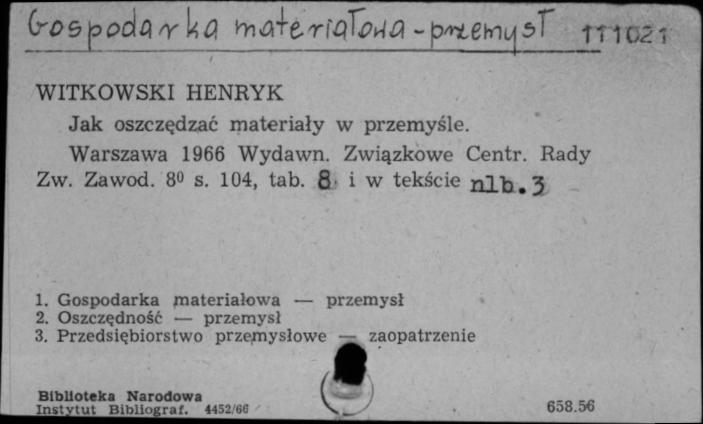 Gospodarka materiałowa - przemysł 111021
WITKOWSKI HENRYK
Jak oszczędzać materiały w przemyśle.
Warszawa 1966 Wydawn. Związkowe Centr. Rady
Zw. Zawod. 8⁰ s. 104, tab. 8 i w tekście nlb. 3
1. Gospodarka materiałowa — przemysł
2. Oszczędność — przemysł
3. Przedsiębiorstwo przemysłowe — zaopatrzenie
Biblioteka Narodowa
Instytut Bibliograf. 4452/66 658.56